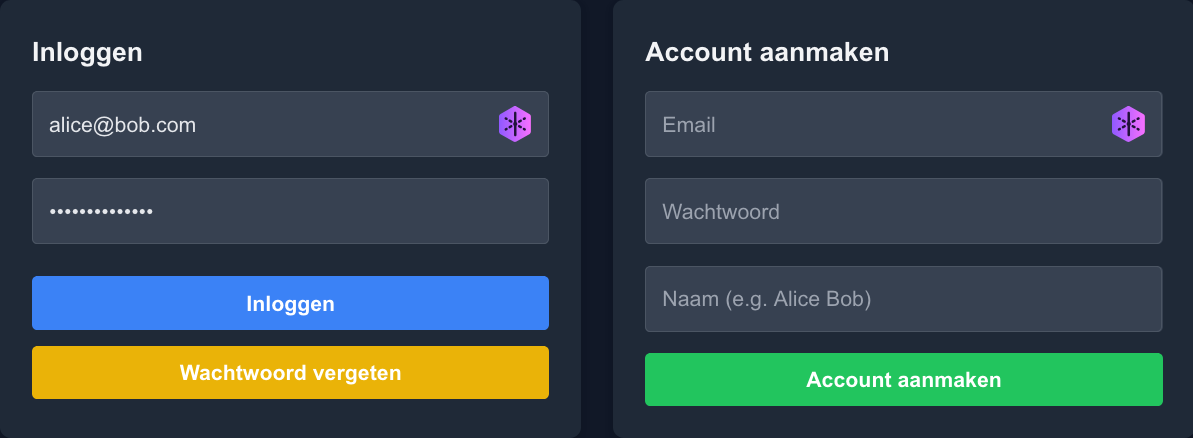 Inloggen
alice@bob.com
••••••••••••••
Inloggen
Wachtwoord vergeten
Account aanmaken
Email
Wachtwoord
Naam (e.g. Alice Bob)
Account aanmaken